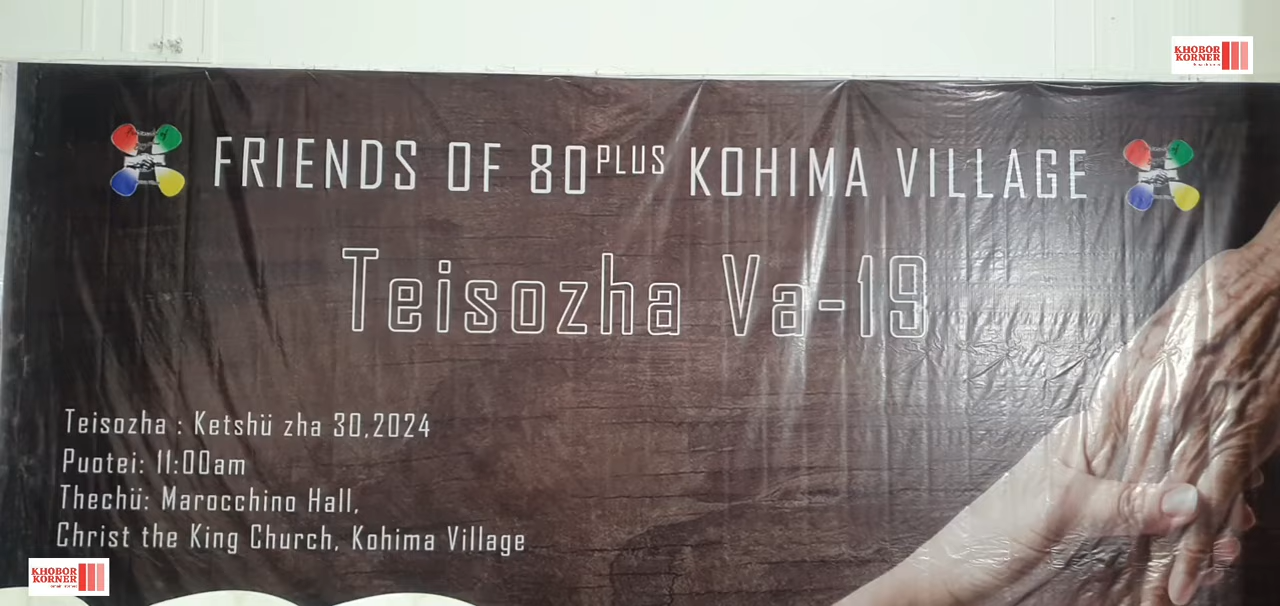 KHOBOR
KORNER
FRIENDS OF 80PLUS KOHIMA VILLAGE
Teisozha Va-19
Teisozha : Ketshü zha 30,2024
Puotei: 11:00am
Thechü: Marocchino Hall,
Christ the King Church, Kohima Village
KHOBOR
KORNER